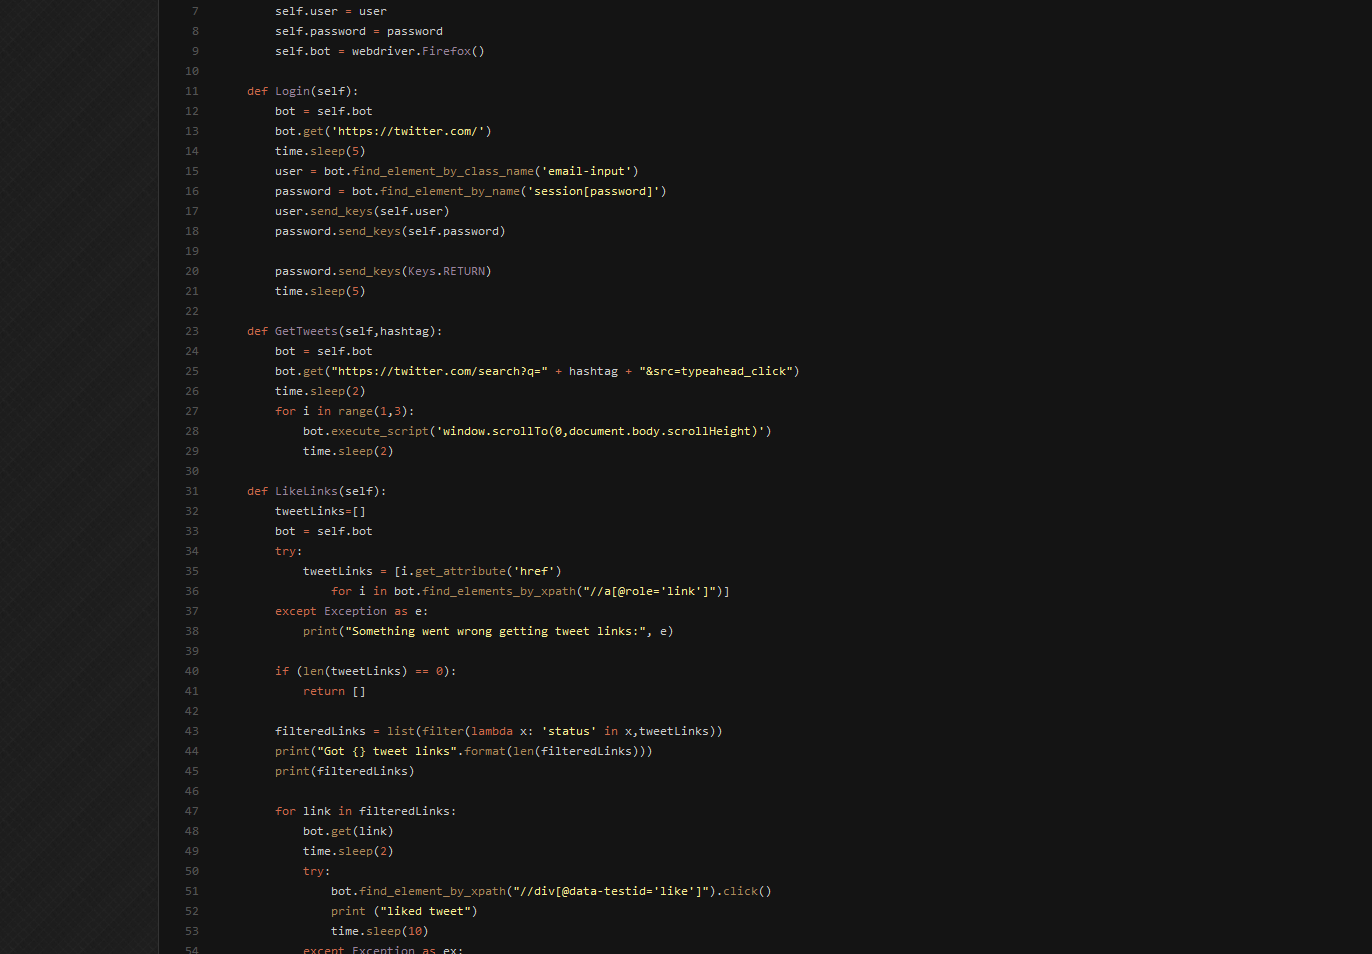 7 self.user = user
8 self.password = password
9 self.bot = webdriver.Firefox()
10
11 def Login(self):
12 bot = self.bot
13 bot.get('https://twitter.com/')
14 time.sleep(5)
15 user = bot.find_element_by_class_name('email-input')
16 password = bot.find_element_by_name('session[password]')
17 user.send_keys(self.user)
18 password.send_keys(self.password)
19
20 password.send_keys(Keys.RETURN)
21 time.sleep(5)
22
23 def GetTweets(self,hashtag):
24 bot = self.bot
25 bot.get("https://twitter.com/search?q=" + hashtag + "&src=typeahead_click")
26 time.sleep(2)
27 for i in range(1,3):
28 bot.execute_script('window.scrollTo(0,document.body.scrollHeight)')
29 time.sleep(2)
30
31 def LikeLinks(self):
32 tweetLinks=[]
33 bot = self.bot
34 try:
35 tweetLinks = [i.get_attribute('href')
36 for i in bot.find_elements_by_xpath("//a[@role='link']")]
37 except Exception as e:
38 print("Something went wrong getting tweet links:", e)
39
40 if (len(tweetLinks) == 0):
41 return []
42
43 filteredLinks = list(filter(lambda x: 'status' in x,tweetLinks))
44 print("Got {} tweet links".format(len(filteredLinks)))
45 print(filteredLinks)
46
47 for link in filteredLinks:
48 bot.get(link)
49 time.sleep(2)
50 try:
51 bot.find_element_by_xpath("//div[@data-testid='like']").click()
52 print ("liked tweet")
53 time.sleep(10)
54 except Exception as ex: